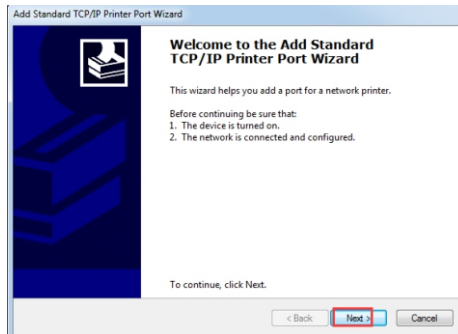 Add Standard TCP/IP Printer Port Wizard
Welcome to the Add Standard
TCP/IP Printer Port Wizard
This wizard helps you add a port for a network printer.
Before continuing be sure that:
1. The device is turned on.
2. The network is connected and configured.
To continue, click Next.
< Back Next > Cancel